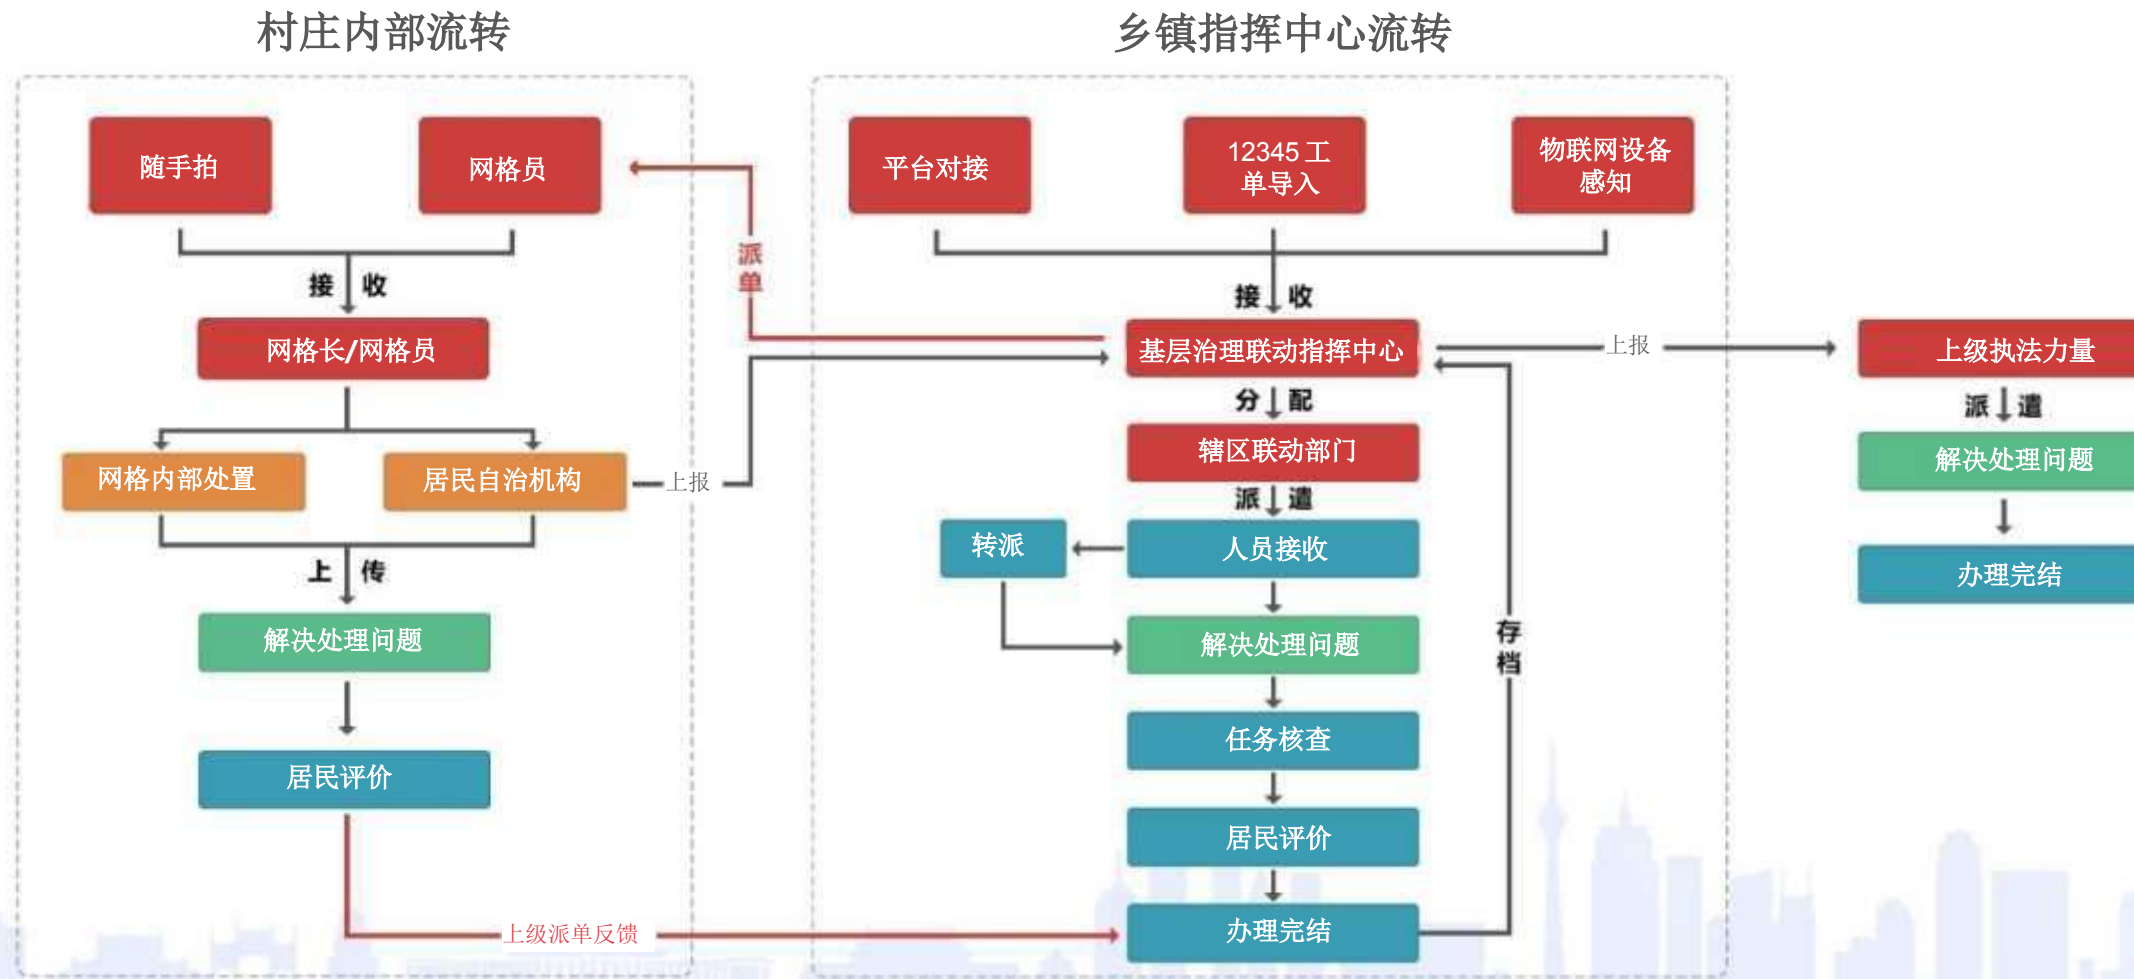 村庄内部流转
随手拍
网格员
接 收
网格长/网格员
网格内部处置
居民自治机构
上报
上 传
解决处理问题
居民评价
上级派单反馈
派
单
乡镇指挥中心流转
平台对接
12345 工
单导入
物联网设备
感知
接 收
基层治理联动指挥中心
分 配
辖区联动部门
派 遣
人员接收
转派
解决处理问题
任务核查
居民评价
办理完结
存
档
上报
上级执法力量
派 遣
解决处理问题
办理完结